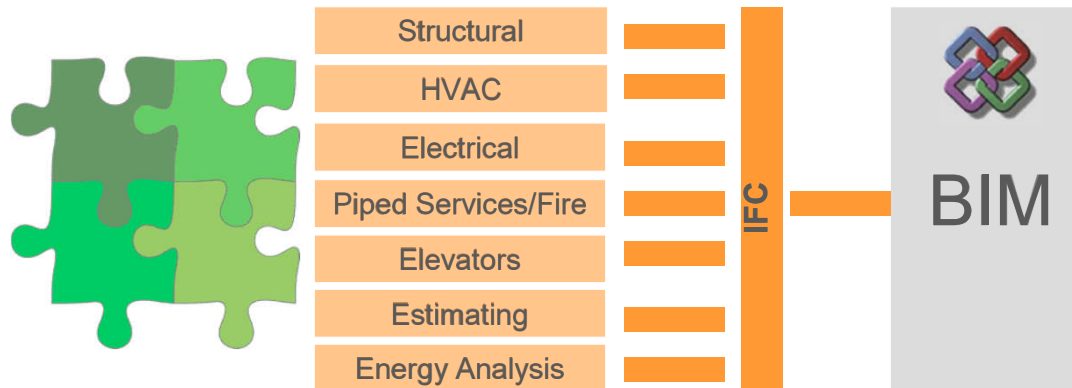 Structural
HVAC
Electrical
Piped Services/Fire
Elevators
Estimating
Energy Analysis
IFC
BIM